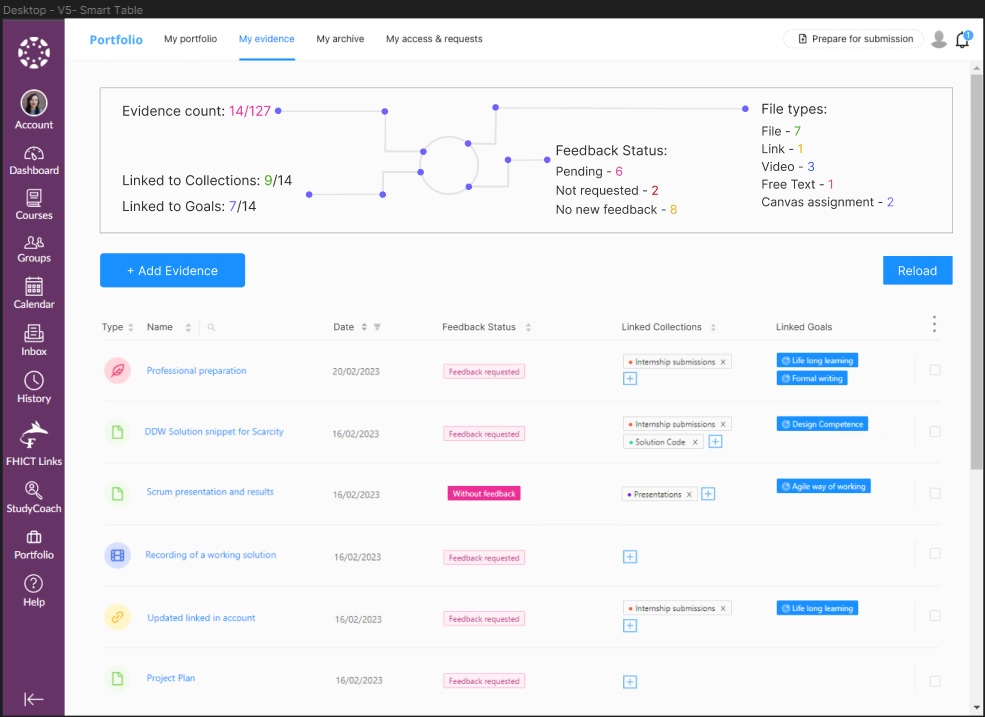 Desktop - V5- Smart Table
Portfolio My portfolio My evidence My archive My access & requests Prepare for submission 1
Account
Dashboard
Courses
Groups
Calendar
Inbox
History
FHICT Links
StudyCoach
Portfolio
Help
Evidence count: 14/127
Linked to Collections: 9/14
Linked to Goals: 7/14
Feedback Status:
Pending - 6
Not requested - 2
No new feedback - 8
File types:
File - 7
Link - 1
Video - 3
Free Text - 1
Canvas assignment - 2
+ Add Evidence Reload
Type Name Date Feedback Status Linked Collections Linked Goals
Professional preparation 20/02/2023 Feedback requested Internship submissions x Life long learning
+ Formal writing
DDW Solution snippet for Scarcity 16/02/2023 Feedback requested Internship submissions x Design Competence
Solution Code x +
Scrum presentation and results 16/02/2023 Without feedback Presentations x + Agile way of working
Recording of a working solution 16/02/2023 Feedback requested +
Updated linked in account 16/02/2023 Feedback requested Internship submissions x Life long learning
+
Project Plan 16/02/2023 Feedback requested +